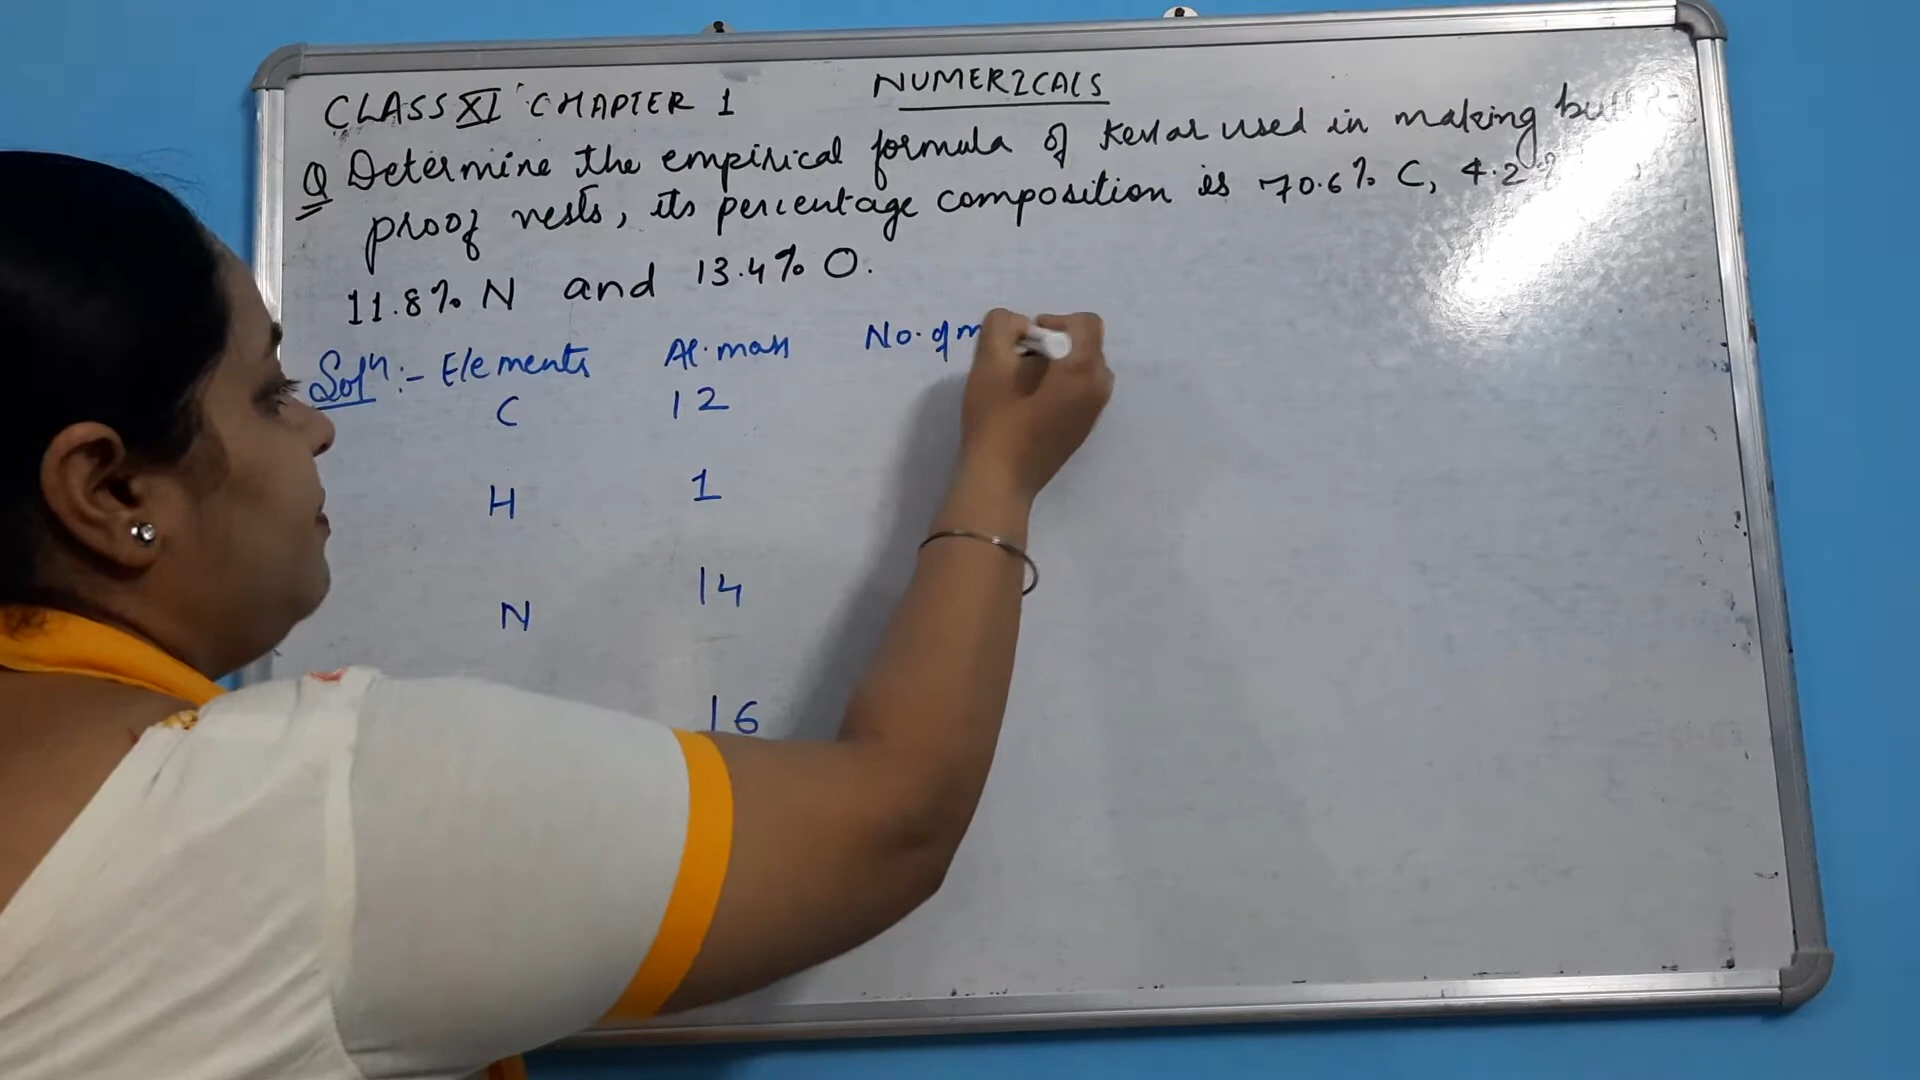 CLASS XI CHAPTER 1
NUMERICALS
Q Determine the empirical formula of Kevlar used in making
proof vests, its percentage composition is 70.6% C, 4.2%
11.8% N and 13.4% O.
Solⁿ :- Elements At. mass No. of
C 12
H 1
N 14
16